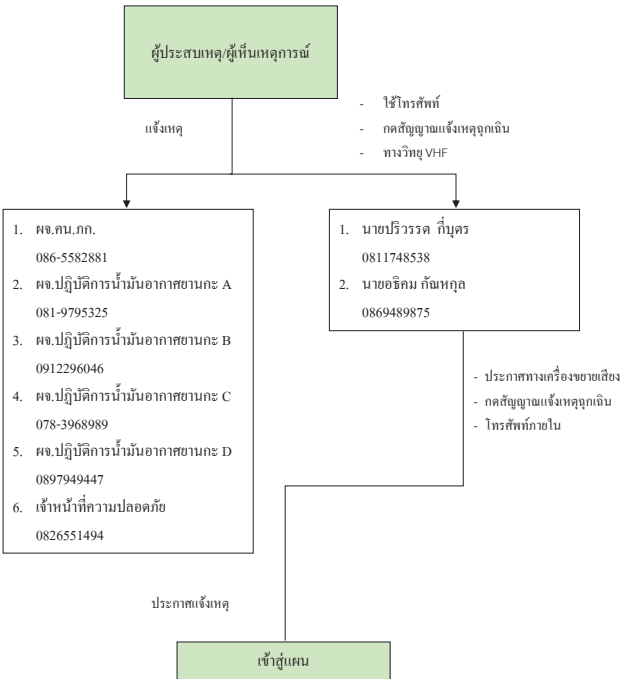 ผู้ประสบเหตุ/ผู้เห็นเหตุการณ์
แจ้งเหตุ
- ใช้โทรศัพท์
- กดสัญญาณแจ้งเหตุฉุกเฉิน
- ทางวิทยุ VHF
1. ผจ.คน.ภก.
086-5582881
2. ผจ.ปฏิบัติการน้ำมันอากาศยานกะ A
081-9795325
3. ผจ.ปฏิบัติการน้ำมันอากาศยานกะ B
0912296046
4. ผจ.ปฏิบัติการน้ำมันอากาศยานกะ C
078-3968989
5. ผจ.ปฏิบัติการน้ำมันอากาศยานกะ D
0897949447
6. เจ้าหน้าที่ความปลอดภัย
0826551494
1. นายปริวรรต กี่บุตร
0811748538
2. นายอธิคม กัณหกุล
0869489875
- ประกาศทางเครื่องขยายเสียง
- กดสัญญาณแจ้งเหตุฉุกเฉิน
- โทรศัพท์ภายใน
ประกาศแจ้งเหตุ
เข้าสู่แผน